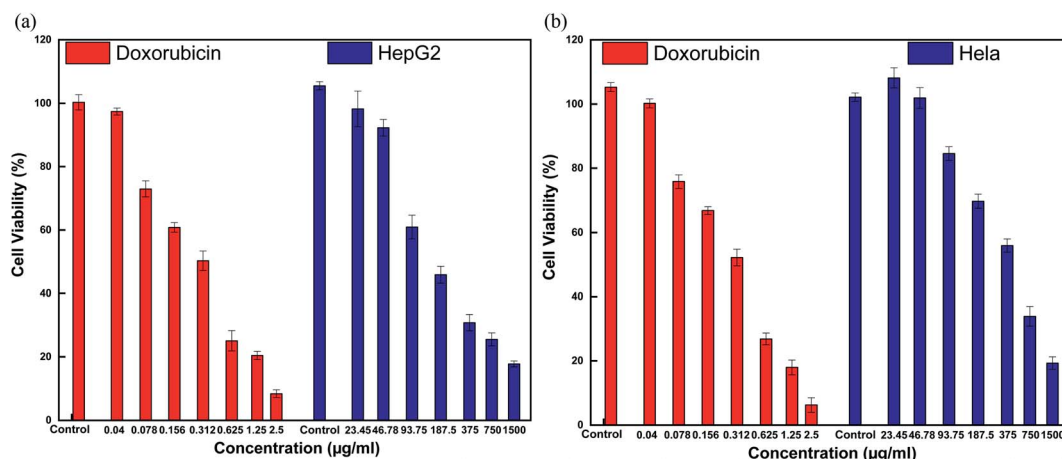 (a)
Doxorubicin HepG2
120
100
80
60
40
20
0
Cell Viability (%)
Control 0.04 0.078 0.156 0.312 0.625 1.25 2.5 Control 23.45 46.78 93.75 187.5 375 750 1500
Concentration (µg/ml)
(b)
Doxorubicin Hela
120
100
80
60
40
20
0
Cell Viability (%)
Control 0.04 0.078 0.156 0.312 0.625 1.25 2.5 Control 23.45 46.78 93.75 187.5 375 750 1500
Concentration (µg/ml)